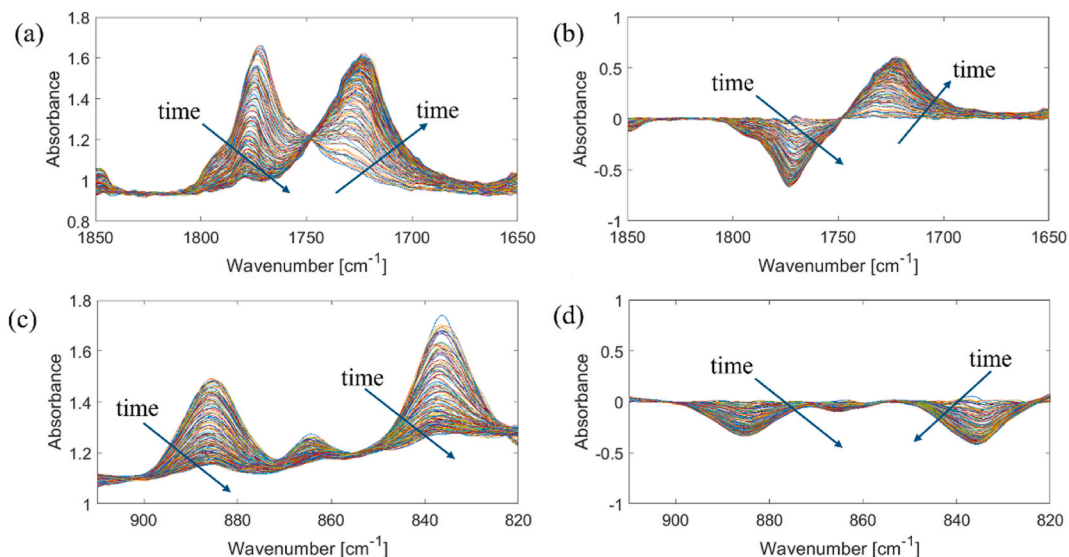 (a)
1.8
1.6
1.4
1.2
1
0.8
Absorbance
time
time
1850
1800
1750
1700
1650
Wavenumber [cm-1]
(b)
1
0.5
0
-0.5
-1
Absorbance
time
time
1850
1800
1750
1700
1650
Wavenumber [cm-1]
(c)
1.8
1.6
1.4
1.2
1
Absorbance
time
time
900
880
860
840
820
Wavenumber [cm-1]
(d)
1
0.5
0
-0.5
-1
Absorbance
time
time
900
880
860
840
820
Wavenumber [cm-1]